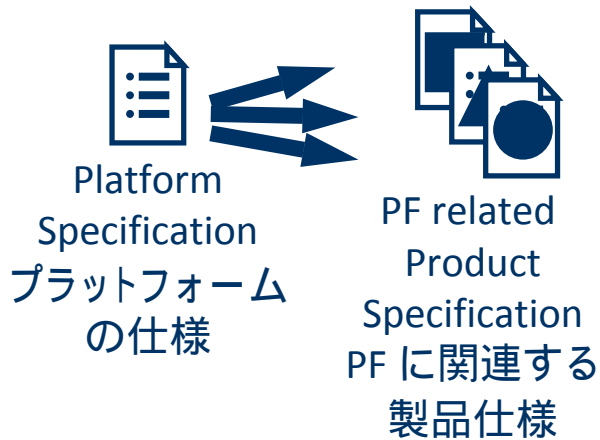 Platform
Specification
プラットフォーム
の仕様
PF related
Product
Specification
PF に関連する
製品仕様